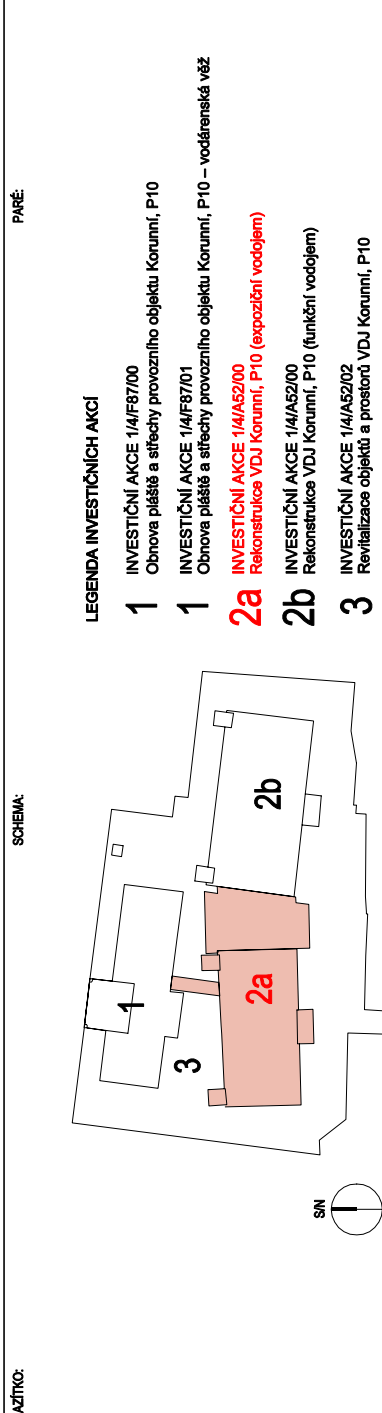 AZÍTKO:
SCHEMA:
PARÉ:
1
3
2a
2b
S/N
LEGENDA INVESTIČNÍCH AKCÍ
1
INVESTIČNÍ AKCE 1/4/F87/00
Obnova pláště a střechy provozního objektu Korunní, P10
1
INVESTIČNÍ AKCE 1/4/F87/01
Obnova pláště a střechy provozního objektu Korunní, P10 – vodárenská věž
2a
INVESTIČNÍ AKCE 1/4/A52/00
Rekonstrukce VDJ Korunní, P10 (expoziční vodojem)
2b
INVESTIČNÍ AKCE 1/4/A52/00
Rekonstrukce VDJ Korunní, P10 (funkční vodojem)
3
INVESTIČNÍ AKCE 1/4/A52/02
Revitalizace objektů a prostorů VDJ Korunní, P10